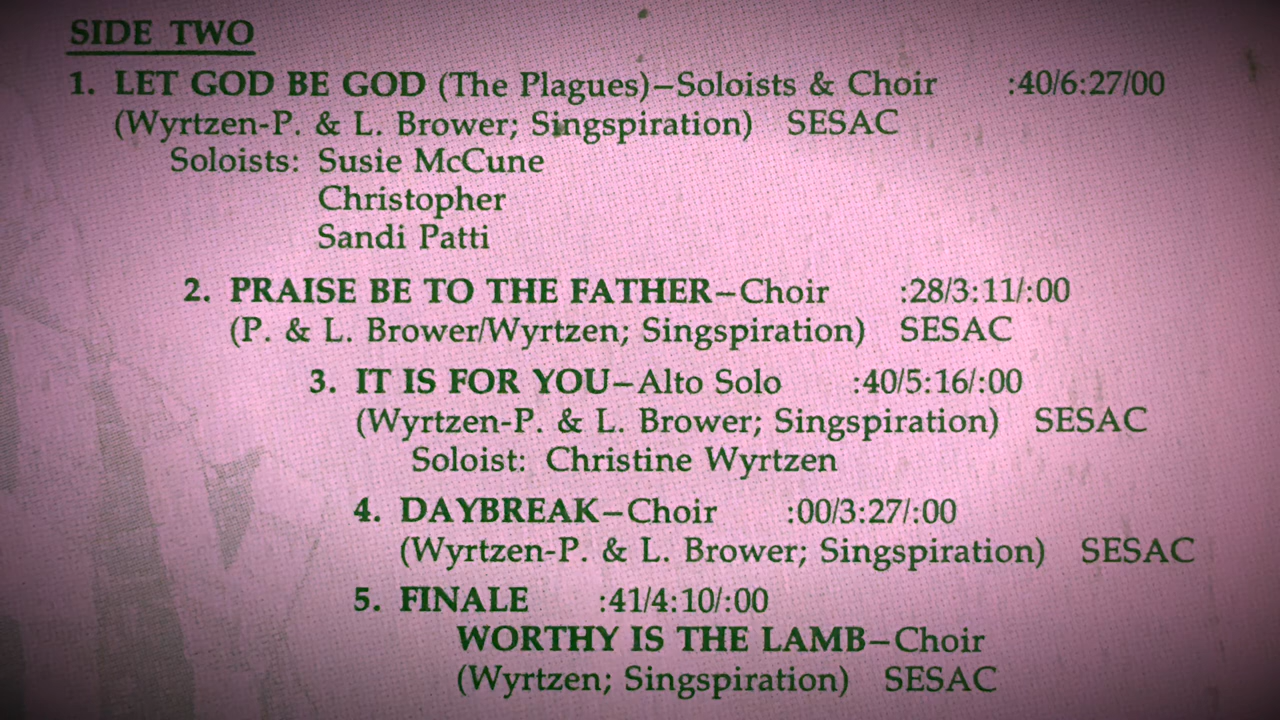 SIDE TWO
1. LET GOD BE GOD (The Plagues)—Soloists & Choir :40/6:27/00
(Wyrtzen-P. & L. Brower; Singspiration) SESAC
Soloists: Susie McCune
Christopher
Sandi Patti
2. PRAISE BE TO THE FATHER—Choir :28/3:11/:00
(P. & L. Brower/Wyrtzen; Singspiration) SESAC
3. IT IS FOR YOU—Alto Solo :40/5:16/:00
(Wyrtzen-P. & L. Brower; Singspiration) SESAC
Soloist: Christine Wyrtzen
4. DAYBREAK—Choir :00/3:27/:00
(Wyrtzen-P. & L. Brower; Singspiration) SESAC
5. FINALE :41/4:10/:00
WORTHY IS THE LAMB—Choir
(Wyrtzen; Singspiration) SESAC